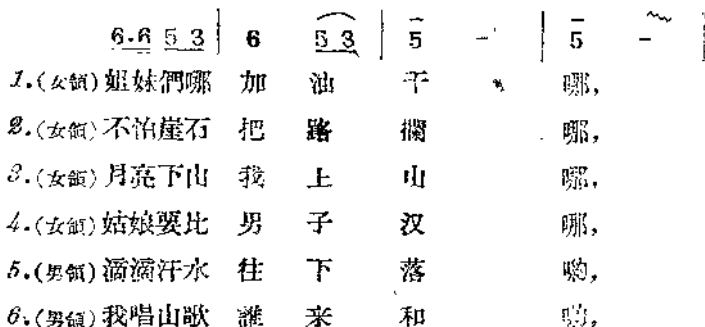 6·6 5 3 | 6 5 3 | 5 - | 5 - |
1.(女領)姐妹們哪 加 油 干 哪,
2.(女領)不怕崖石 把 路 攔 哪,
3.(女領)月亮下山 我 上 山 哪,
4.(女領)姑娘要比 男 子 汉 哪,
5.(男領)滴滴汗水 往 下 落 喲,
6.(男領)我唱山歌 誰 来 和 喲,